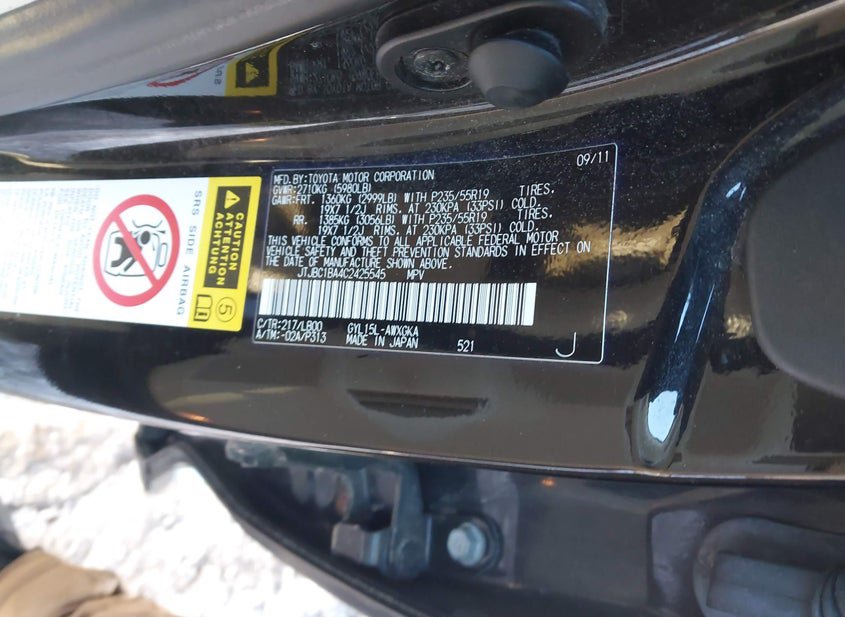 09/11
MFD.BY:TOYOTA MOTOR CORPORATION
GVWR:2710KG (5980LB)
GAWR:FRT. 1360KG (2999LB) WITH P235/55R19 TIRES,
19X7 1/2J RIMS, AT 230KPA (33PSI) COLD.
RR. 1385KG (3056LB) WITH P235/55R19 TIRES,
19X7 1/2J RIMS, AT 230KPA (33PSI) COLD.
THIS VEHICLE CONFORMS TO ALL APPLICABLE FEDERAL MOTOR
VEHICLE SAFETY AND THEFT PREVENTION STANDARDS IN EFFECT ON
THE DATE OF MANUFACTURE SHOWN ABOVE.
JTJBC1BA4C2425545 MPV
C/TR:217/LB00 GYL15L-AWXGKA
A/TM:-02A/P313 MADE IN JAPAN 521 J
SRS SIDE AIRBAG
CAUTION
ATTENTION
ACHTUNG
5